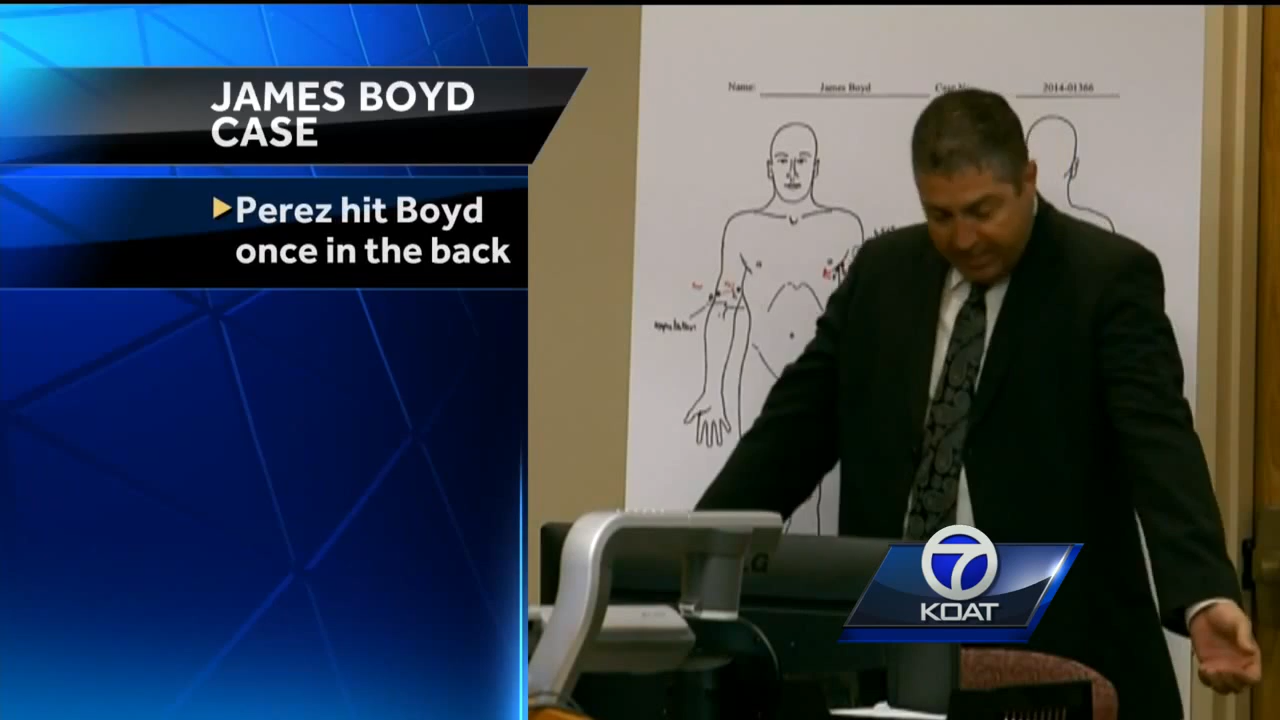 JAMES BOYD
CASE
Perez hit Boyd
once in the back
Name: James Boyd 2014-01366
7
KOAT